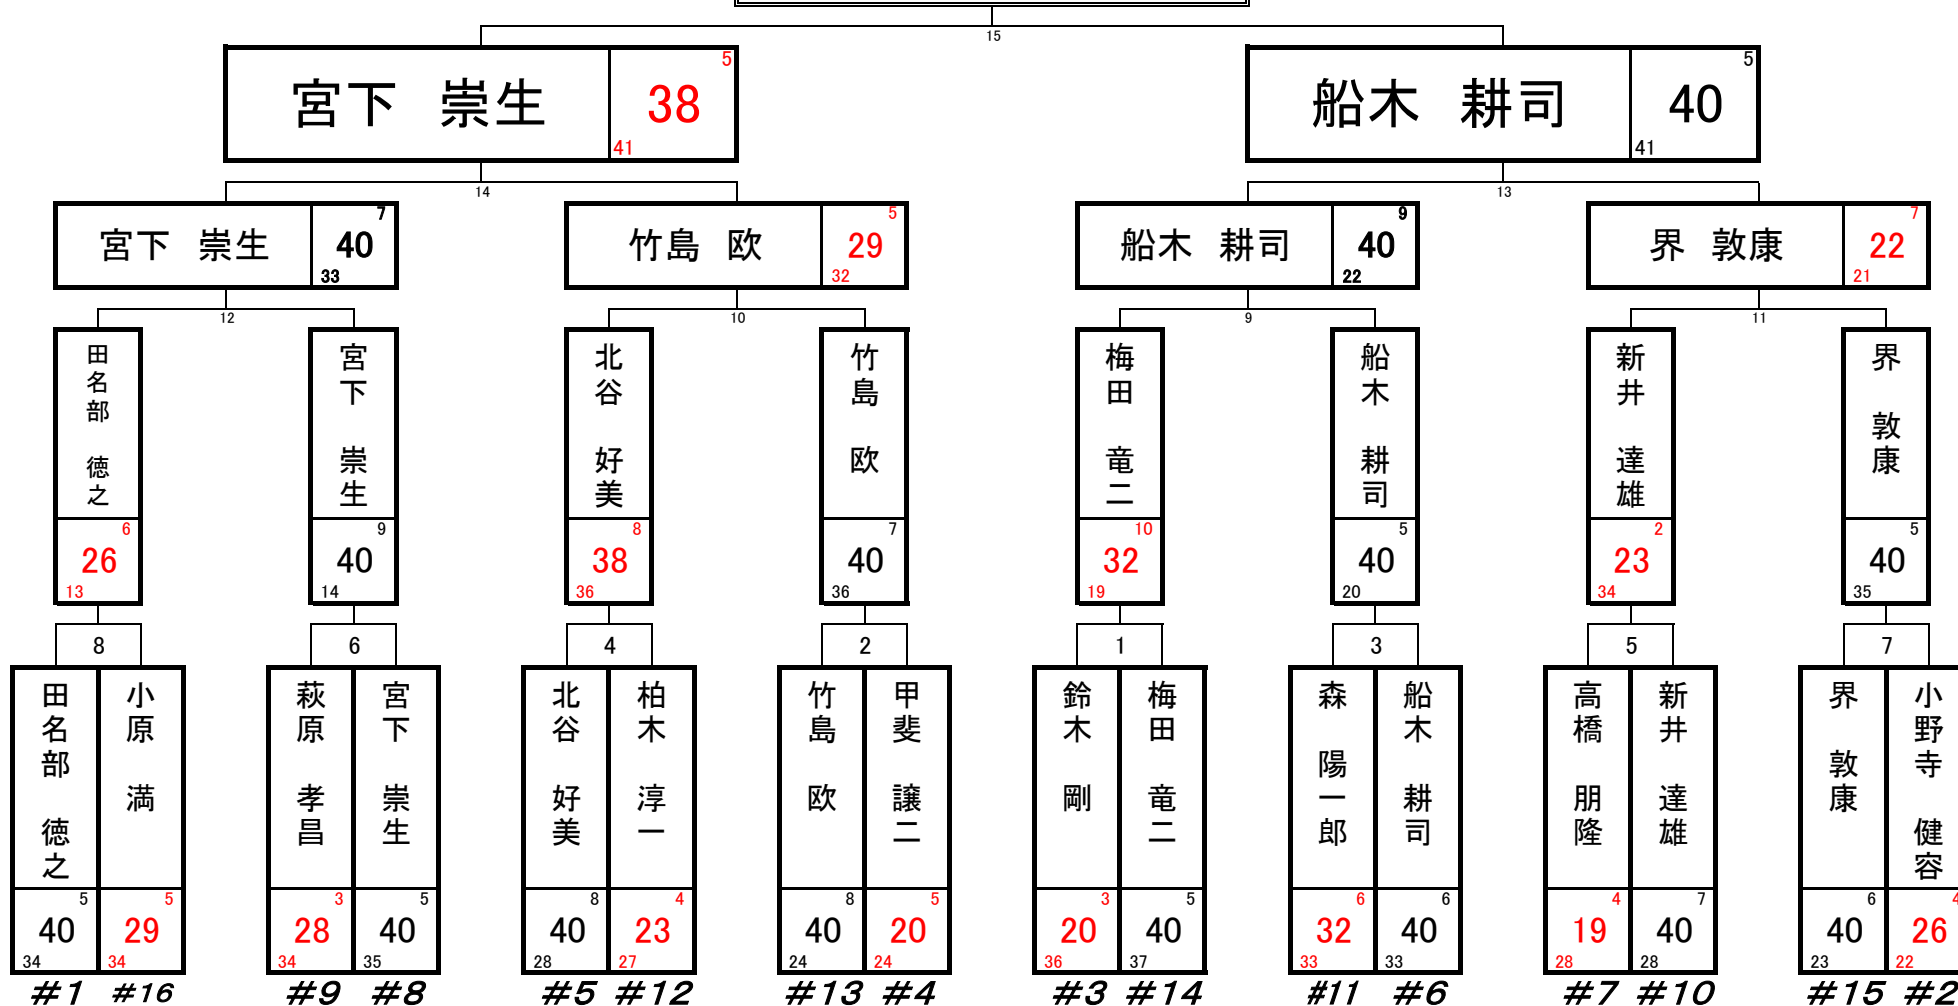 15
宮下 崇生 5 38 41
船木 耕司 5 40 41
14
13
宮下 崇生 7 40 33
竹島 欧 5 29 32
船木 耕司 9 40 22
界 敦康 7 22 21
12
10
9
11
田名部 徳之 6 26 13
宮下 崇生 9 40 14
北谷 好美 8 38 36
竹島 欧 7 40 36
梅田 竜二 10 32 19
船木 耕司 5 40 20
新井 達雄 2 23 34
界 敦康 5 40 35
8
6
4
2
1
3
5
7
田名部 徳之 5 40 34 #1
小原 満 5 29 34 #16
萩原 孝昌 3 28 34 #9
宮下 崇生 5 40 35 #8
北谷 好美 8 40 28 #5
柏木 淳一 4 23 27 #12
竹島 欧 8 40 24 #13
甲斐 譲二 5 20 24 #4
鈴木 剛 3 20 36 #3
梅田 竜二 5 40 37 #14
森 陽一郎 6 32 33 #11
船木 耕司 6 40 33 #6
高橋 朋隆 4 19 28 #7
新井 達雄 7 40 28 #10
界 敦康 6 40 23 #15
小野寺 健容 4 26 22 #2